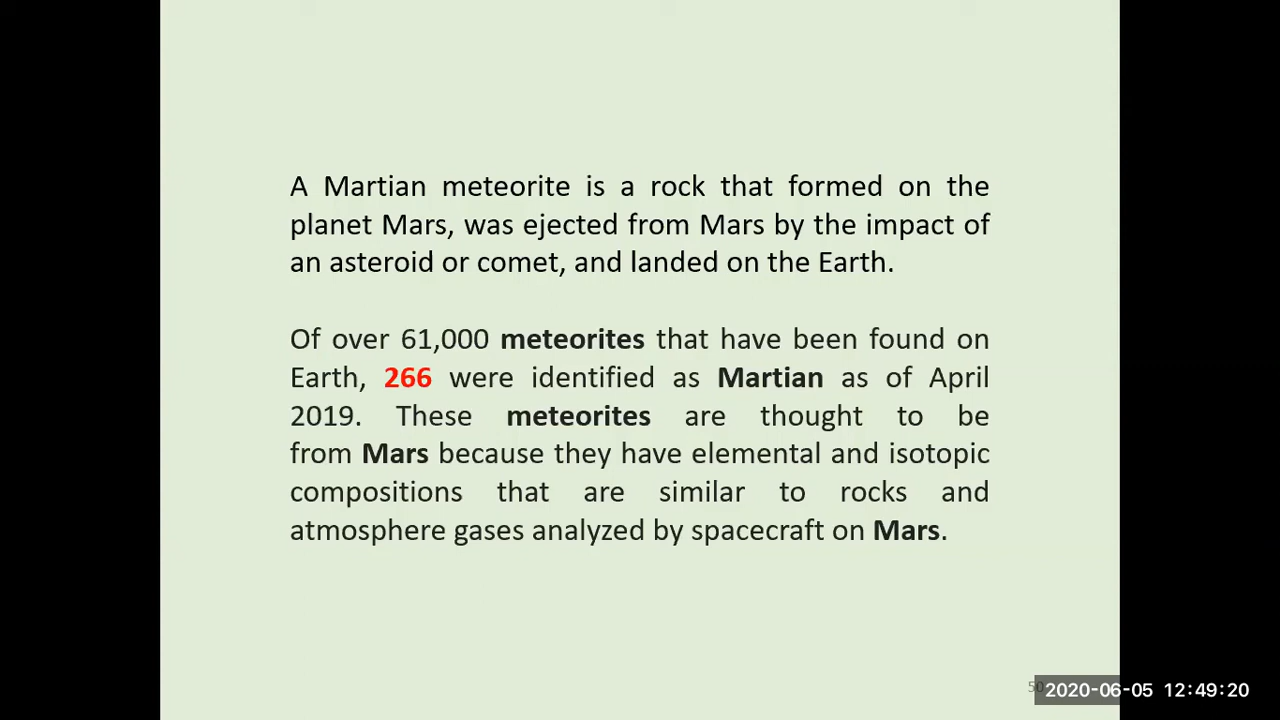 A Martian meteorite is a rock that formed on the
planet Mars, was ejected from Mars by the impact of
an asteroid or comet, and landed on the Earth.
Of over 61,000 meteorites that have been found on
Earth, 266 were identified as Martian as of April
2019. These meteorites are thought to be
from Mars because they have elemental and isotopic
compositions that are similar to rocks and
atmosphere gases analyzed by spacecraft on Mars.
2020-06-05 12:49:20